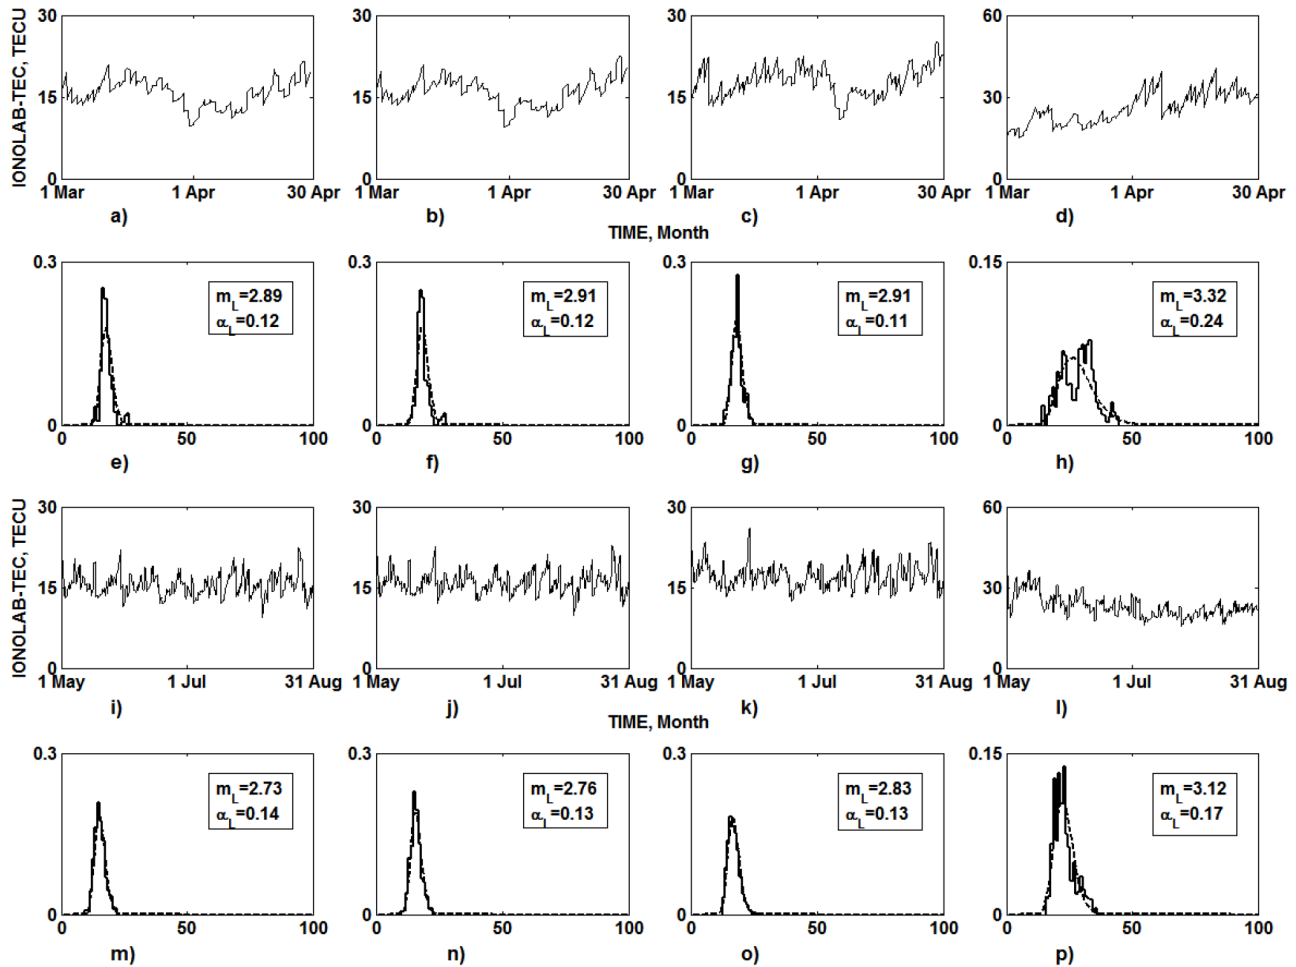 IONOLAB-TEC, TECU
30 30 30 60
15 15 15 30
0 0 0 0
1 Mar 1 Apr 30 Apr 1 Mar 1 Apr 30 Apr 1 Mar 1 Apr 30 Apr 1 Mar 1 Apr 30 Apr
a) b) c) d)
TIME, Month
0.3 0.3 0.3 0.15
m_L=2.89 m_L=2.91 m_L=2.91 m_L=3.32
α_L=0.12 α_L=0.12 α_L=0.11 α_L=0.24
0 0 0 0
0 50 100 0 50 100 0 50 100 0 50 100
e) f) g) h)
IONOLAB-TEC, TECU
30 30 30 60
15 15 15 30
0 0 0 0
1 May 1 Jul 31 Aug 1 May 1 Jul 31 Aug 1 May 1 Jul 31 Aug 1 May 1 Jul 31 Aug
i) j) k) l)
TIME, Month
0.3 0.3 0.3 0.15
m_L=2.73 m_L=2.76 m_L=2.83 m_L=3.12
α_L=0.14 α_L=0.13 α_L=0.13 α_L=0.17
0 0 0 0
0 50 100 0 50 100 0 50 100 0 50 100
m) n) o) p)